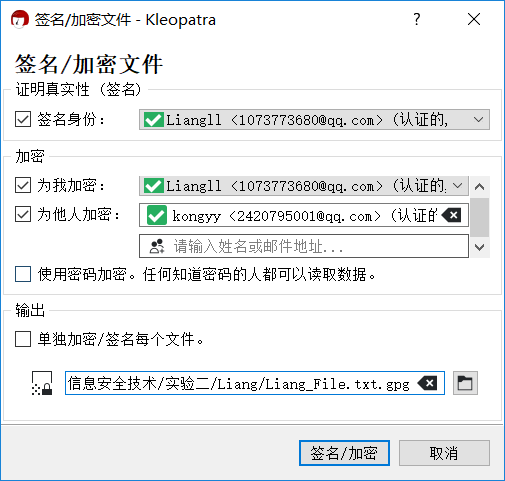 签名/加密文件 - Kleopatra
签名/加密文件
证明真实性（签名）
签名身份：
Liangll <1073773680@qq.com> (认证的,
加密
为我加密：
Liangll <1073773680@qq.com> (认证的,
为他人加密：
kongyy <2420795001@qq.com> (认证的
请输入姓名或邮件地址...
使用密码加密。任何知道密码的人都可以读取数据。
输出
单独加密/签名每个文件。
信息安全技术/实验二/Liang/Liang_File.txt.gpg
签名/加密
取消